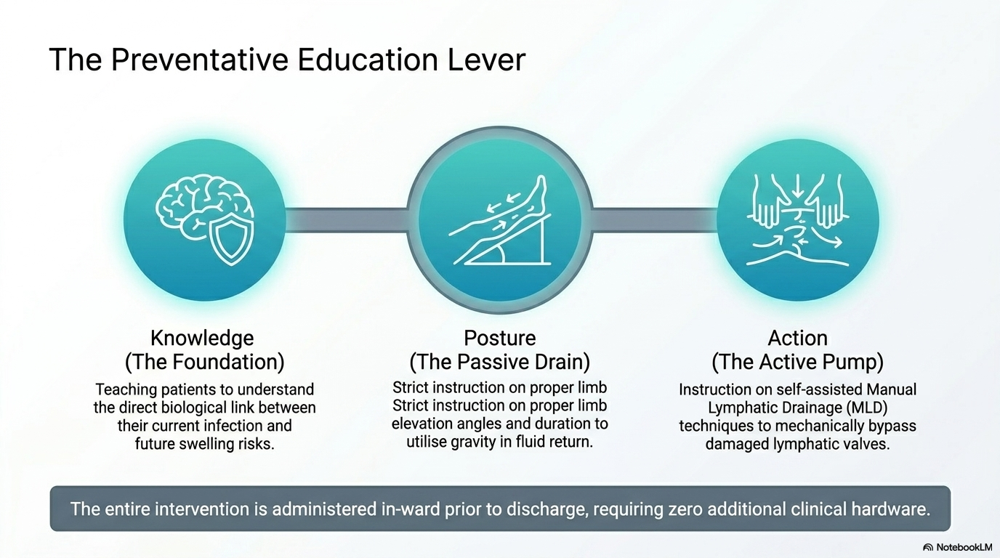 The Preventative Education Lever
Knowledge
(The Foundation)
Teaching patients to understand
the direct biological link between
their current infection and
future swelling risks.
Posture
(The Passive Drain)
Strict instruction on proper limb
Strict instruction on proper limb
elevation angles and duration to
utilise gravity in fluid return.
Action
(The Active Pump)
Instruction on self-assisted Manual
Lymphatic Drainage (MLD)
techniques to mechanically bypass
damaged lymphatic valves.
The entire intervention is administered in-ward prior to discharge, requiring zero additional clinical hardware.
NotebookLM